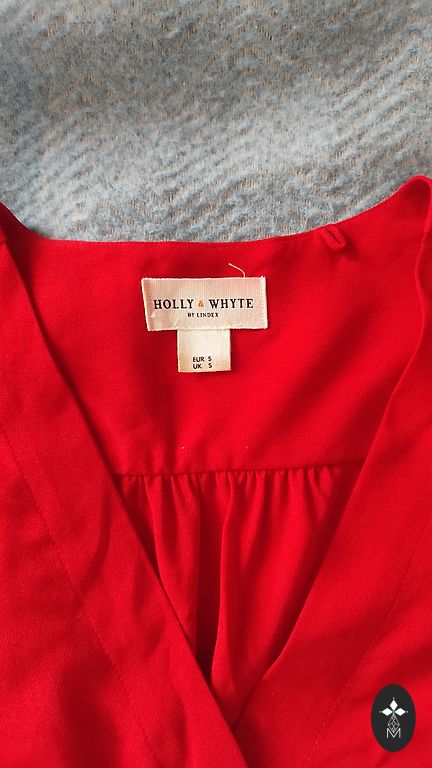 HOLLY & WHYTE
BY LINDEX
EUR S
UK S
M